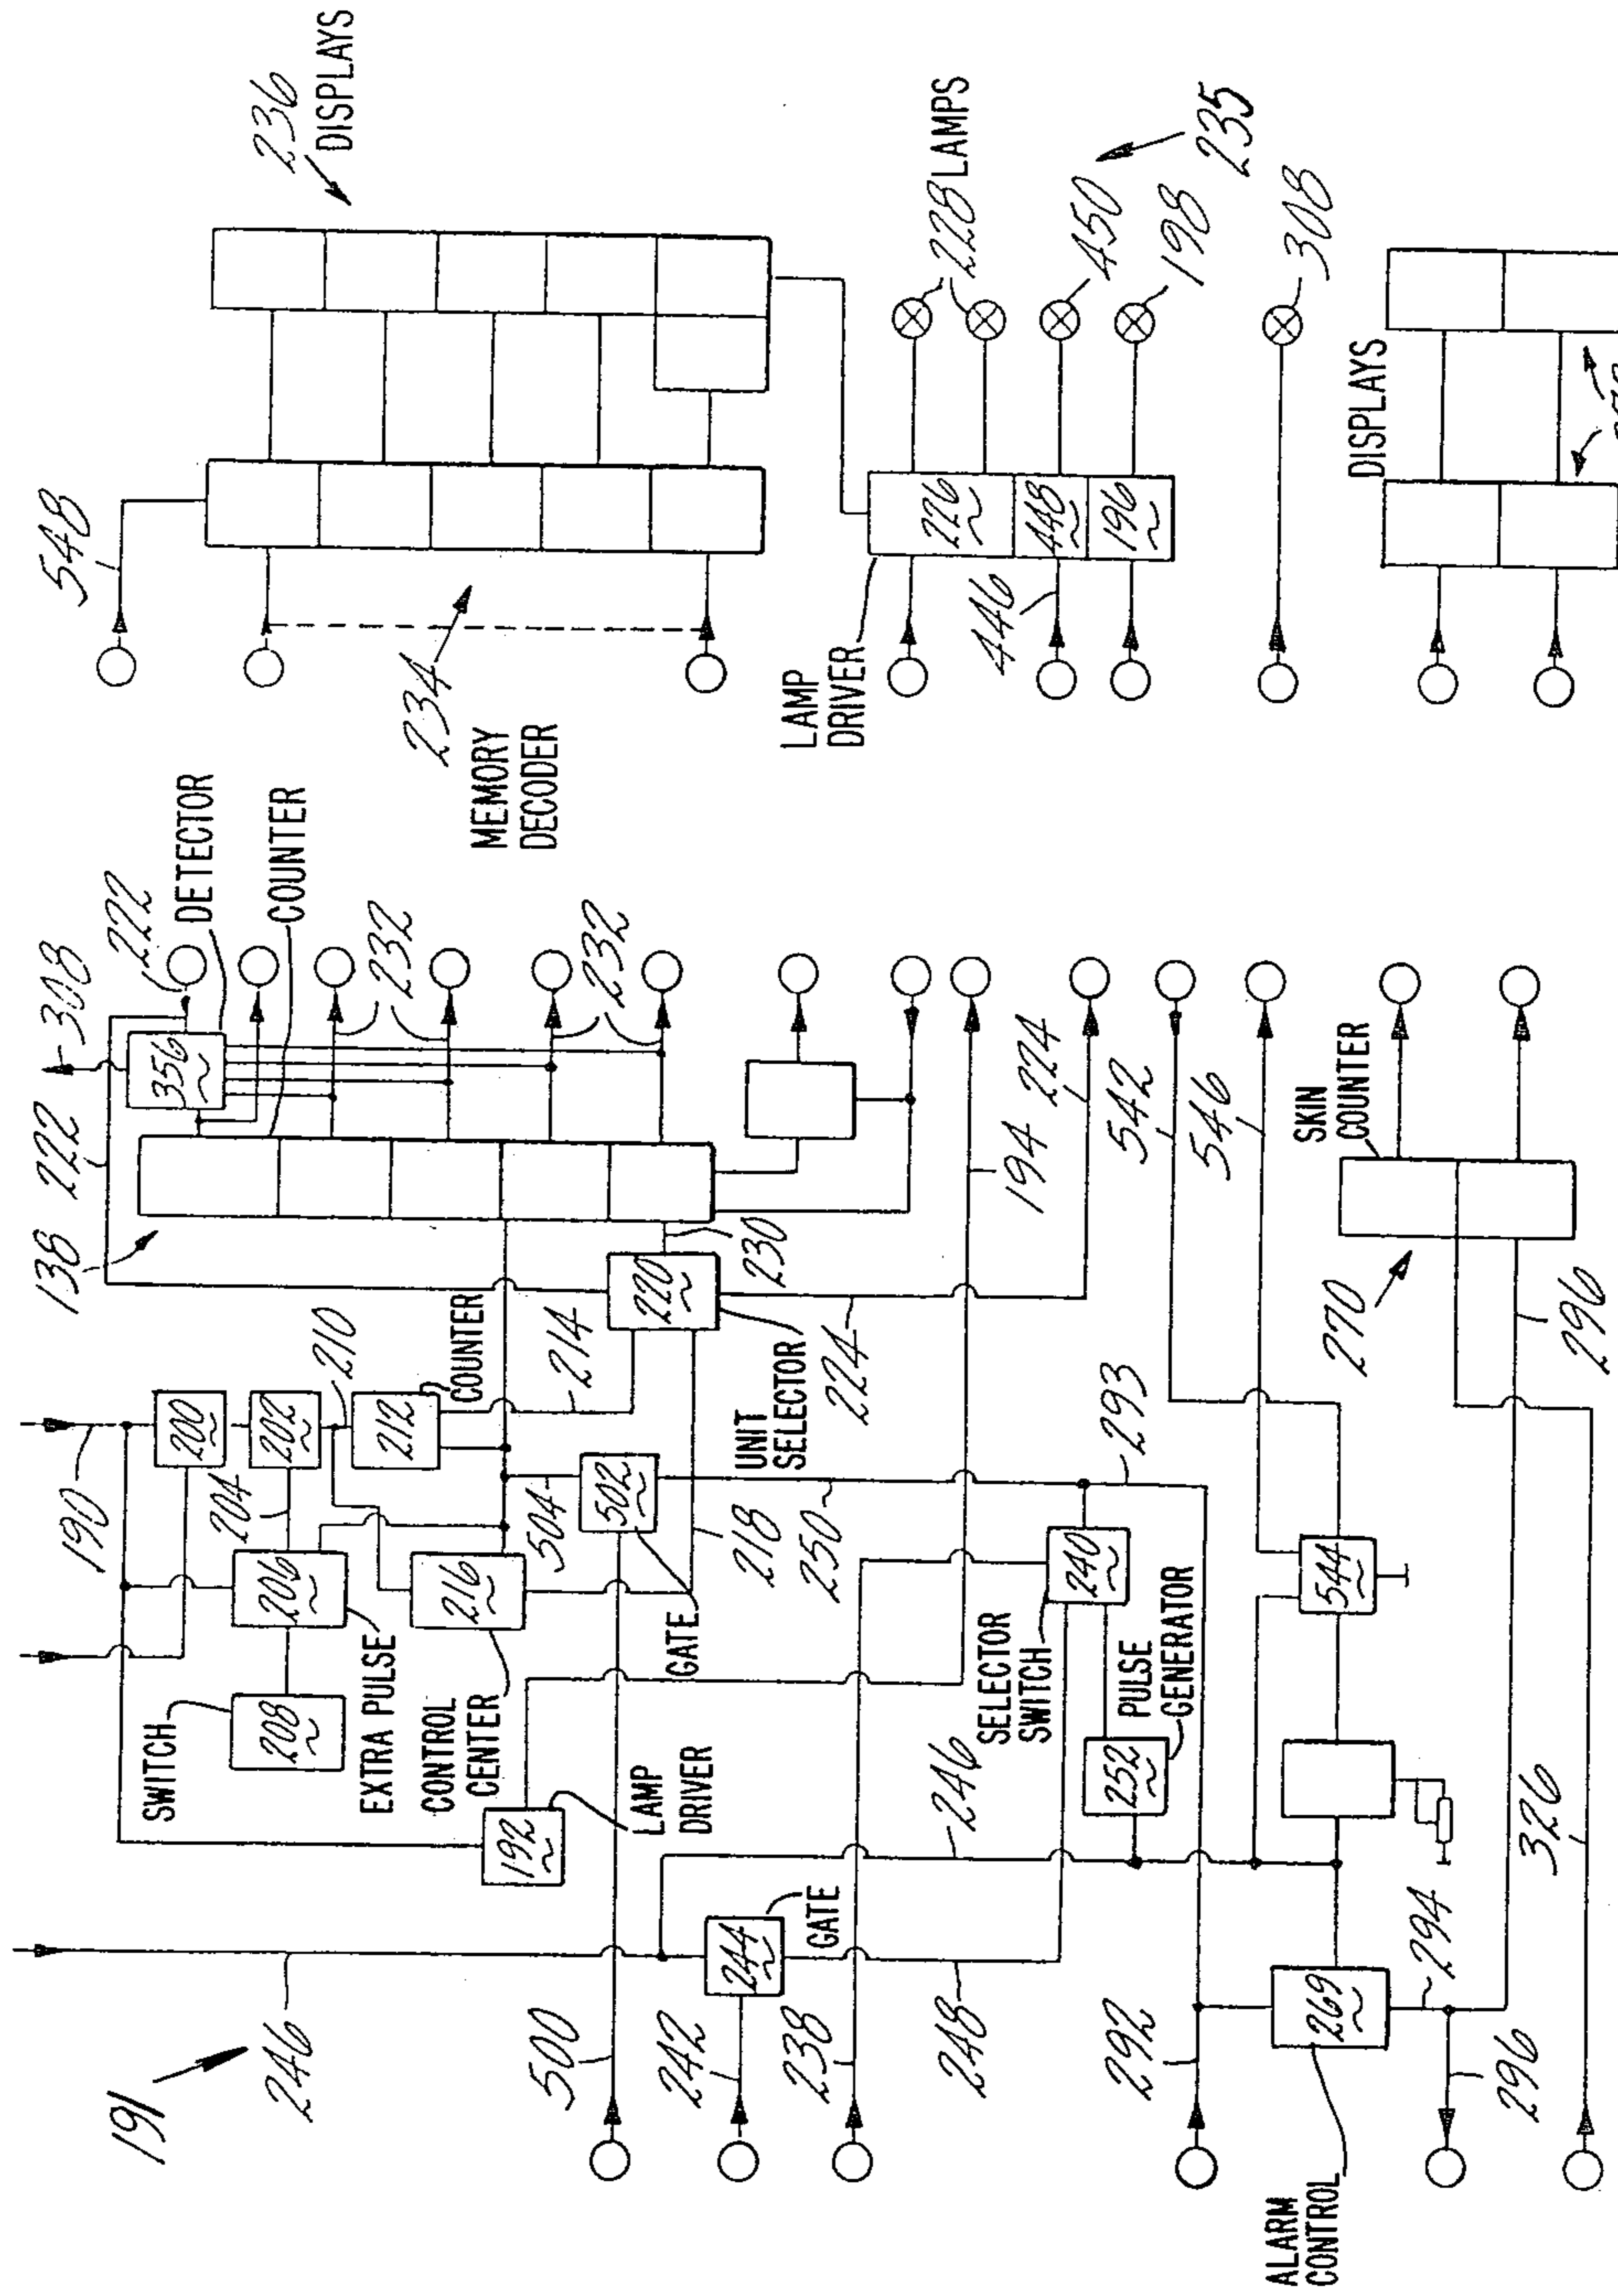 191
246
500
242
238
248
292
296
326
ALARM
CONTROL
269
294
244
GATE
192
LAMP
DRIVER
246
SWITCH
208
EXTRA PULSE
206
204
190
200
202
210
212
COUNTER
CONTROL
CENTER
216
GATE
504
502
218
250
214
UNIT
SELECTOR
220
230
224
SELECTOR
SWITCH
240
PULSE
GENERATOR
252
293
544
138
222
308
356
222
DETECTOR
COUNTER
232
232
194
224
542
546
SKIN
COUNTER
270
296
548
234
MEMORY
DECODER
236
DISPLAYS
LAMP
DRIVER
226
448
196
446
228 LAMPS
450
198
235
308
DISPLAYS